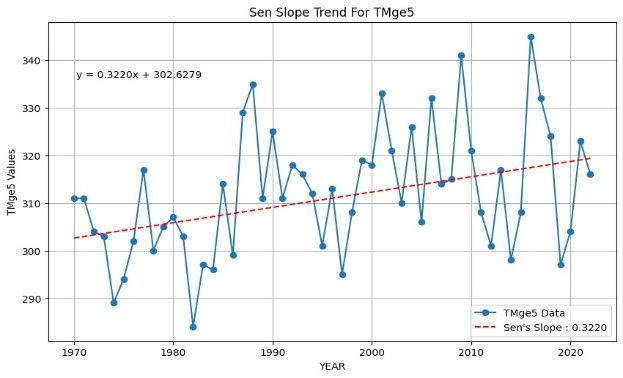 Sen Slope Trend For TMge5
y = 0.3220x + 302.6279
TMge5 Values
340
330
320
310
300
290
1970
1980
1990
2000
2010
2020
YEAR
TMge5 Data
Sen's Slope : 0.3220